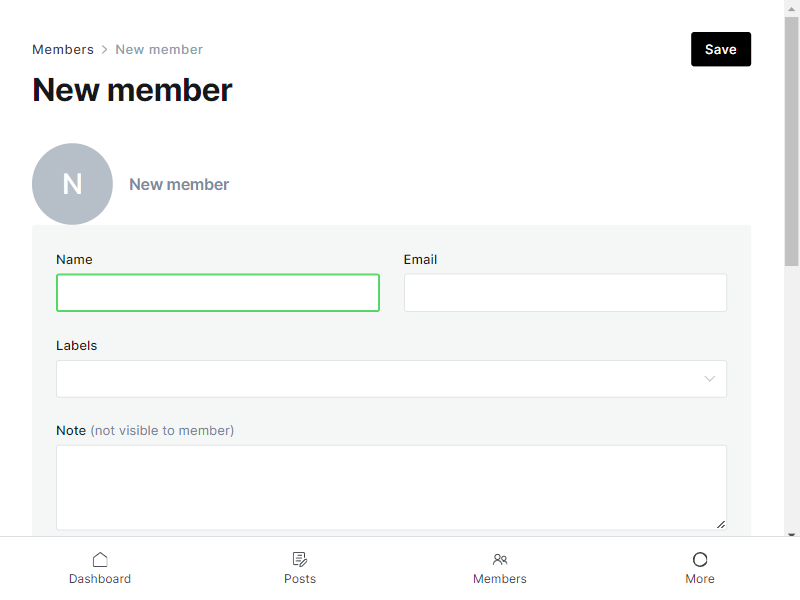 Members > New member
Save
New member
N
New member
Name
Email
Labels
Note (not visible to member)
Dashboard
Posts
Members
More